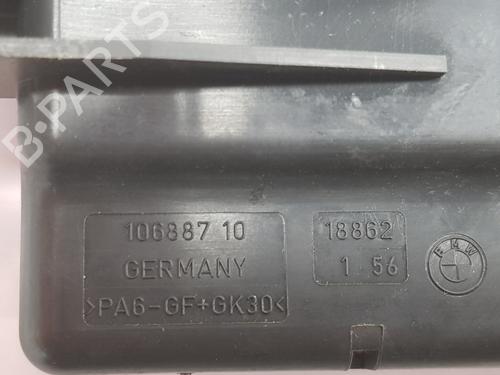 B-PARTS
106887 10
GERMANY
>PA6-GF+GK30<
18862
1 56
BMW